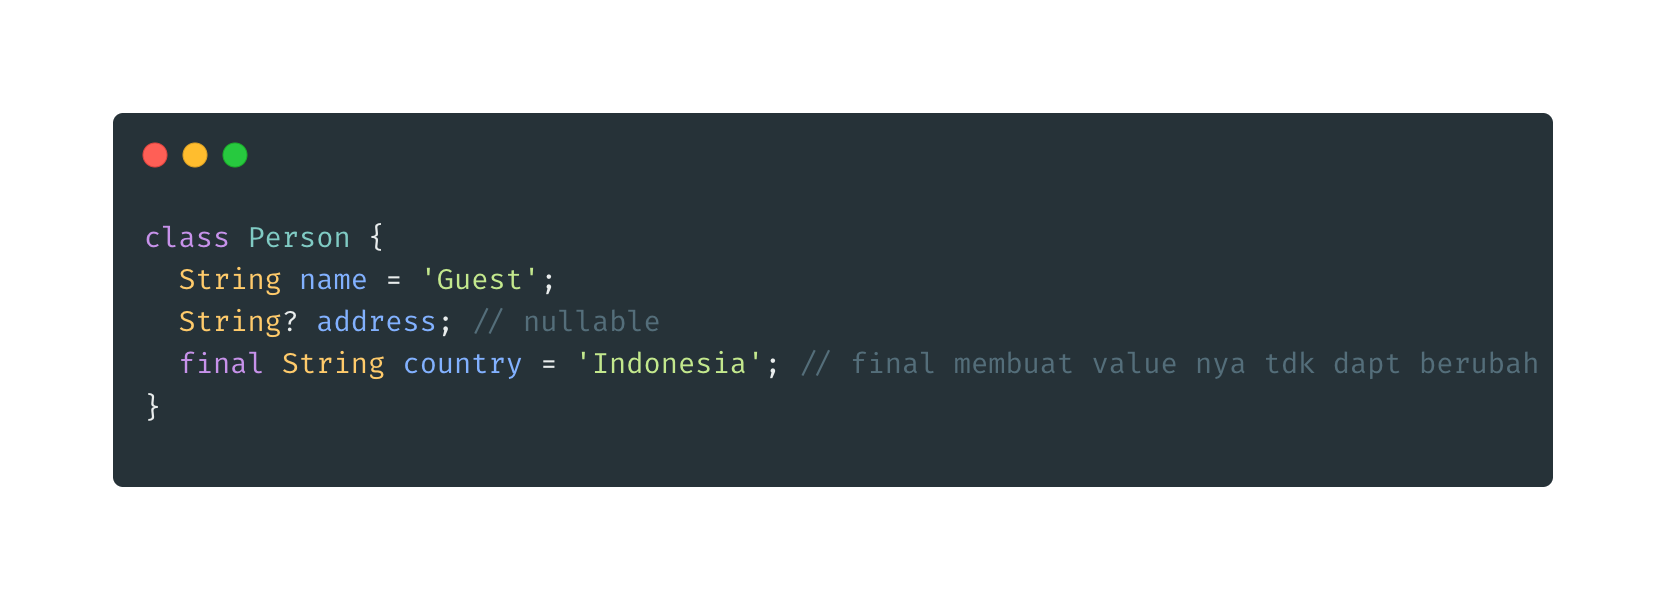 class Person {
  String name = 'Guest';
  String? address; // nullable
  final String country = 'Indonesia'; // final membuat value nya tdk dapt berubah
}